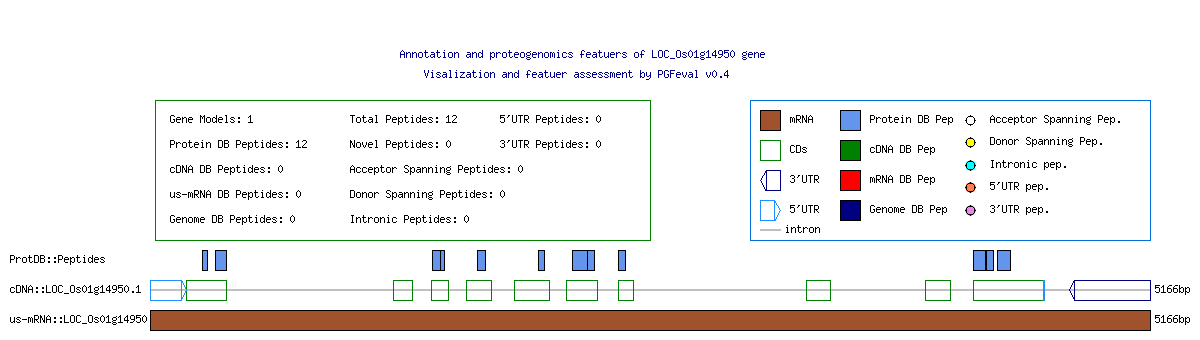 Annotation and proteogenomics featuers of LOC_Os01g14950 gene
Visalization and featuer assessment by PGFeval v0.4
Gene Models: 1 Total Peptides: 12 5'UTR Peptides: 0
Protein DB Peptides: 12 Novel Peptides: 0 3'UTR Peptides: 0
cDNA DB Peptides: 0 Acceptor Spanning Peptides: 0
us-mRNA DB Peptides: 0 Donor Spanning Peptides: 0
Genome DB Peptides: 0 Intronic Peptides: 0
mRNA Protein DB Pep Acceptor Spanning Pep.
CDs cDNA DB Pep Donor Spanning Pep.
3'UTR mRNA DB Pep Intronic pep.
5'UTR Genome DB Pep 5'UTR pep.
intron 3'UTR pep.
ProtDB::Peptides
cDNA::LOC_Os01g14950.1 5166bp
us-mRNA::LOC_Os01g14950 5166bp